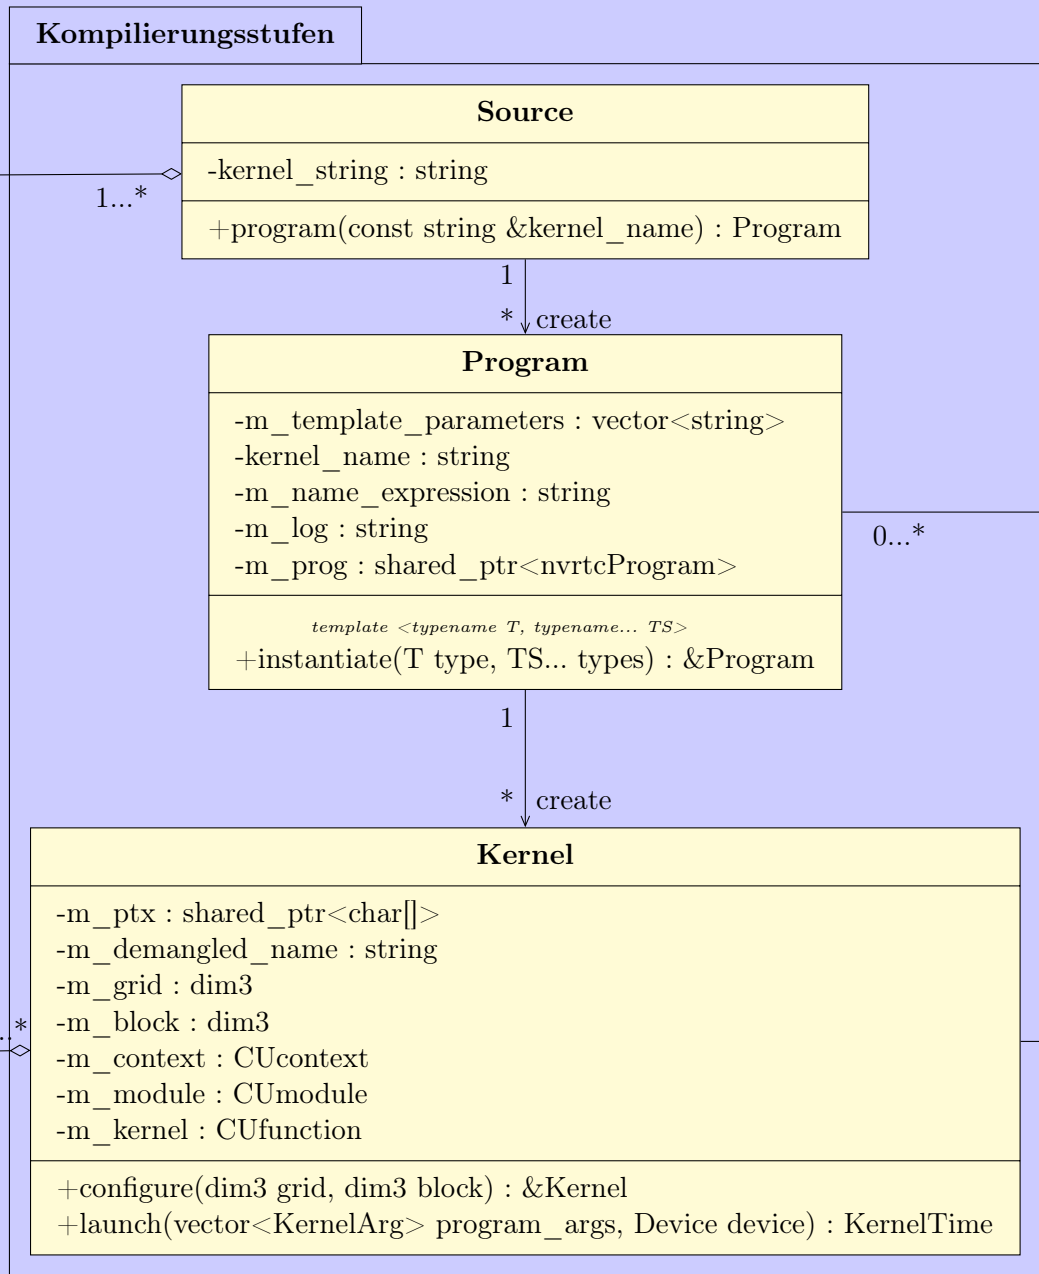 Kompilierungsstufen
Source
-kernel_string : string
1...*
+program(const string &kernel_name) : Program
1
* create
Program
-m_template_parameters : vector<string>
-kernel_name : string
-m_name_expression : string
-m_log : string
0...*
-m_prog : shared_ptr<nvrtcProgram>
template <typename T, typename... TS>
+instantiate(T type, TS... types) : &Program
1
* create
Kernel
-m_ptx : shared_ptr<char[]>
-m_demangled_name : string
-m_grid : dim3
..*
-m_block : dim3
-m_context : CUcontext
-m_module : CUmodule
-m_kernel : CUfunction
+configure(dim3 grid, dim3 block) : &Kernel
+launch(vector<KernelArg> program_args, Device device) : KernelTime